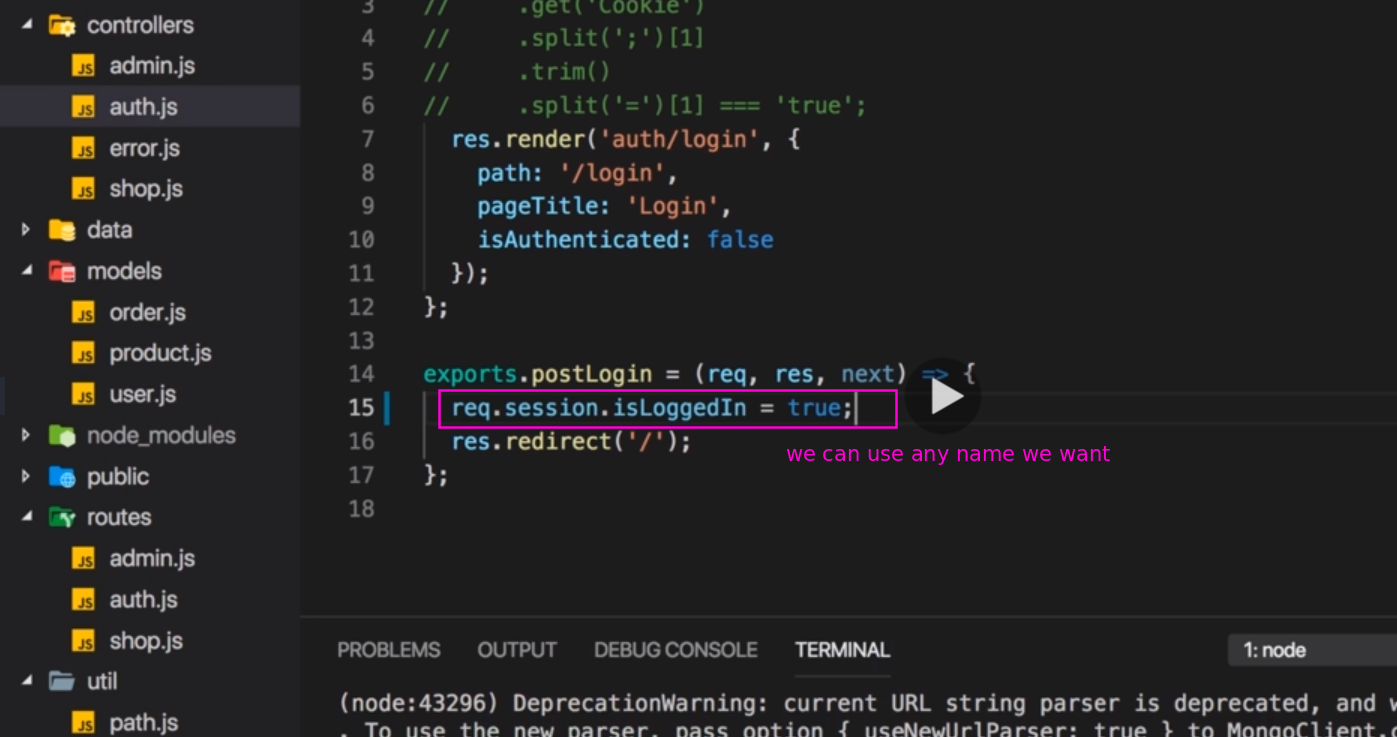 controllers
admin.js
auth.js
error.js
shop.js
data
models
order.js
product.js
user.js
node_modules
public
routes
admin.js
auth.js
shop.js
util
path.js
3 // .get('Cookie')
4 // .split(';')[1]
5 // .trim()
6 // .split('=')[1] === 'true';
7 res.render('auth/login', {
8 path: '/login',
9 pageTitle: 'Login',
10 isAuthenticated: false
11 });
12 };
13
14 exports.postLogin = (req, res, next) => {
15 req.session.isLoggedIn = true;
16 res.redirect('/');
we can use any name we want
17 };
18
PROBLEMS OUTPUT DEBUG CONSOLE TERMINAL 1: node
(node:43296) DeprecationWarning: current URL string parser is deprecated, and
. To use the new parser, pass option { useNewUrlParser: true } to MongoClient.